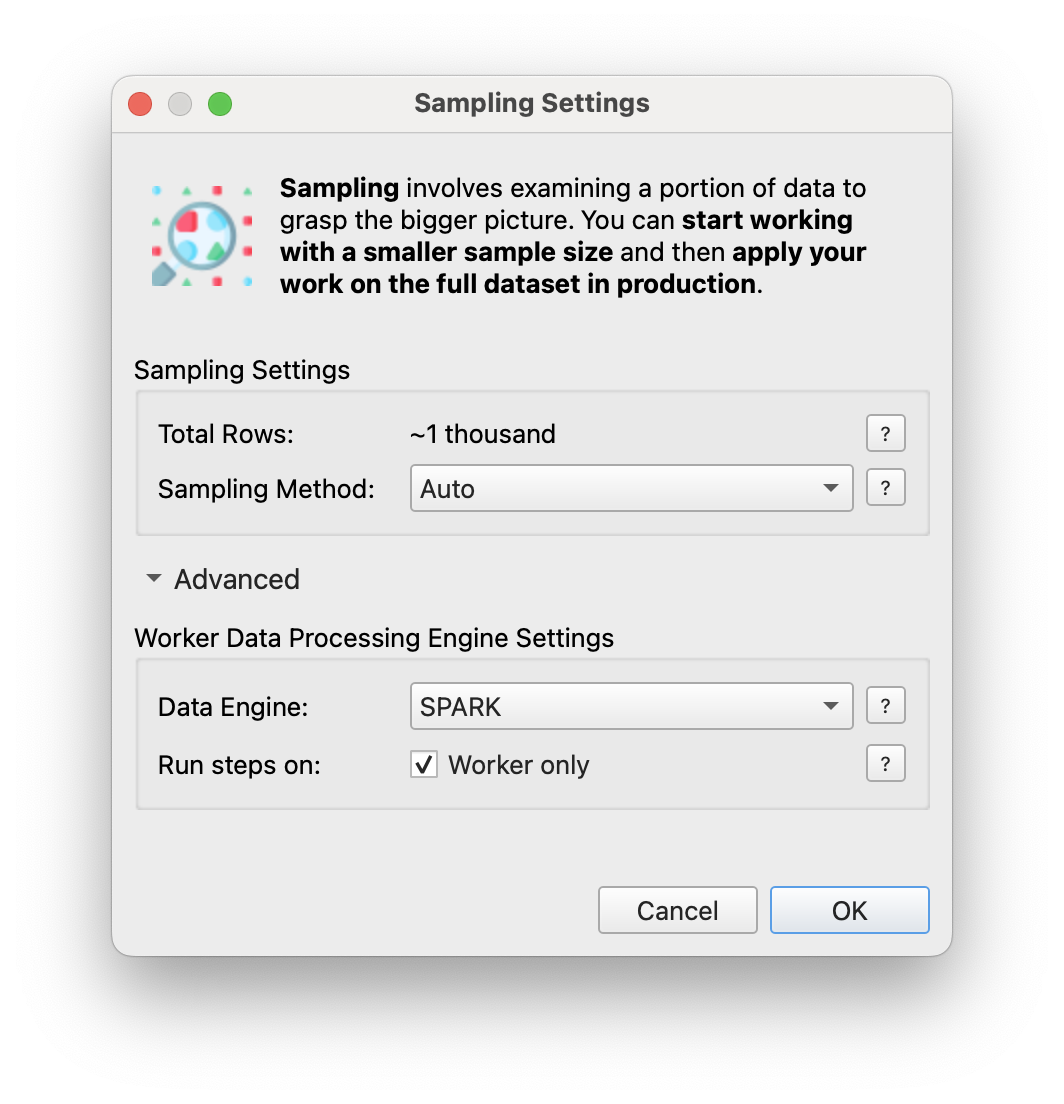 Sampling Settings
Sampling involves examining a portion of data to
grasp the bigger picture. You can start working
with a smaller sample size and then apply your
work on the full dataset in production.
Sampling Settings
Total Rows: ~1 thousand ?
Sampling Method: Auto ?
Advanced
Worker Data Processing Engine Settings
Data Engine: SPARK ?
Run steps on: Worker only ?
Cancel OK